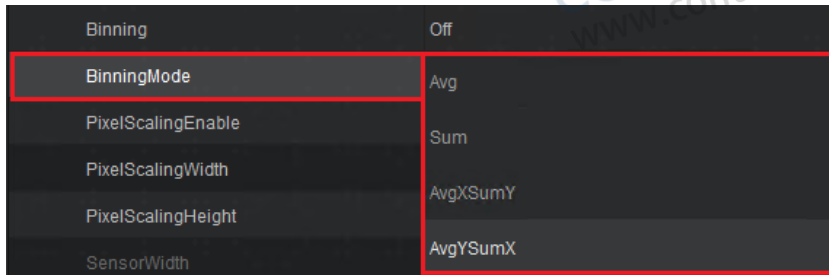 Binning Off
BinningMode Avg
PixelScalingEnable
Sum
PixelScalingWidth
AvgXSumY
PixelScalingHeight
AvgYSumX
SensorWidth